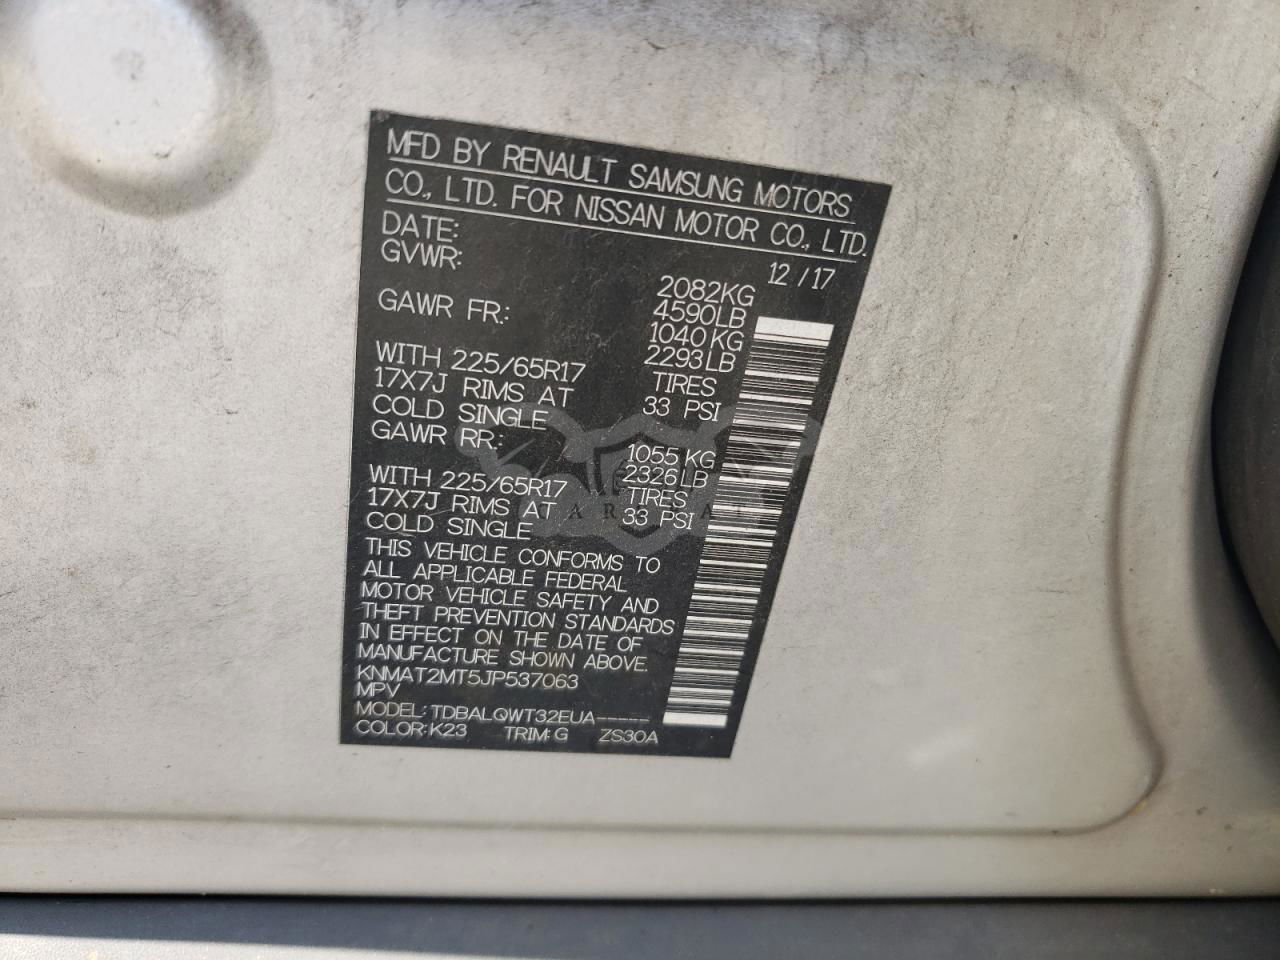 MFD BY RENAULT SAMSUNG MOTORS
CO., LTD. FOR NISSAN MOTOR CO., LTD.
DATE: 12 /17
GVWR: 2082KG
4590LB
GAWR FR: 1040 KG
2293LB
WITH 225/65R17 TIRES
17X7J RIMS AT 33 PSI
COLD SINGLE
GAWR RR: 1055KG
2326LB
WITH 225/65R17 TIRES
17X7J RIMS AT 33 PSI
COLD SINGLE
THIS VEHICLE CONFORMS TO
ALL APPLICABLE FEDERAL
MOTOR VEHICLE SAFETY AND
THEFT PREVENTION STANDARDS
IN EFFECT ON THE DATE OF
MANUFACTURE SHOWN ABOVE.
KNMAT2MT5JP537063
MPV
MODEL: TDBALQWT32EUA-----
COLOR:K23 TRIM:G ZS30A